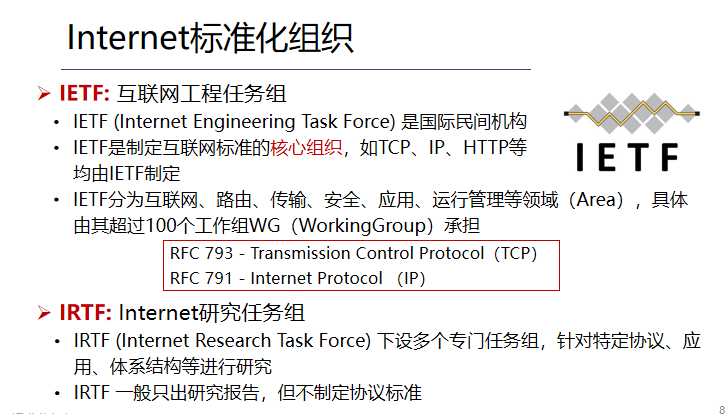 Internet标准化组织
➢ IETF: 互联网工程任务组
• IETF (Internet Engineering Task Force) 是国际民间机构
• IETF是制定互联网标准的核心组织，如TCP、IP、HTTP等
均由IETF制定
IETF
• IETF分为互联网、路由、传输、安全、应用、运行管理等领域（Area），具体
由其超过100个工作组WG（WorkingGroup）承担
RFC 793 - Transmission Control Protocol（TCP）
RFC 791 - Internet Protocol （IP）
➢ IRTF: Internet研究任务组
• IRTF (Internet Research Task Force) 下设多个专门任务组，针对特定协议、应
用、体系结构等进行研究
• IRTF 一般只出研究报告，但不制定协议标准
8